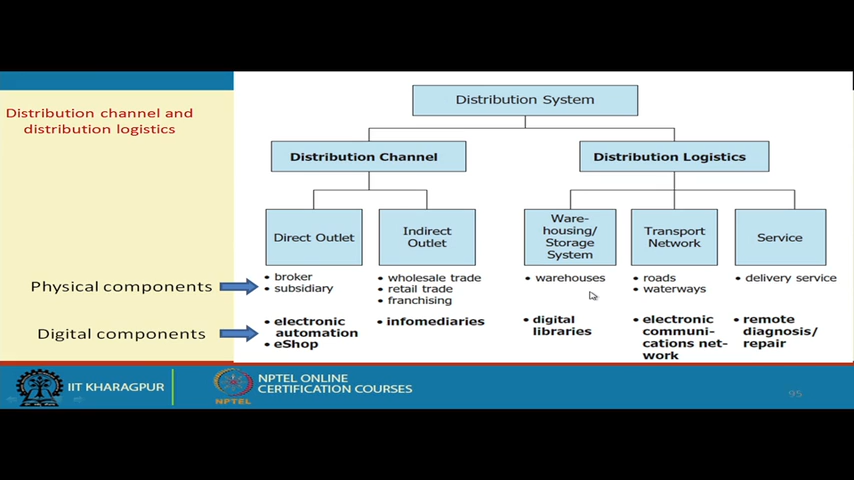 Distribution channel and
distribution logistics
Distribution System
Distribution Channel
Distribution Logistics
Direct Outlet
Indirect
Outlet
Ware-
housing/
Storage
System
Transport
Network
Service
Physical components
• broker
• subsidiary
• wholesale trade
• retail trade
• franchising
• warehouses
• roads
• waterways
• delivery service
Digital components
• electronic
automation
• eShop
• infomediaries
• digital
libraries
• electronic
communi-
cations net-
work
• remote
diagnosis/
repair
IIT KHARAGPUR
NPTEL
NPTEL ONLINE
CERTIFICATION COURSES
95